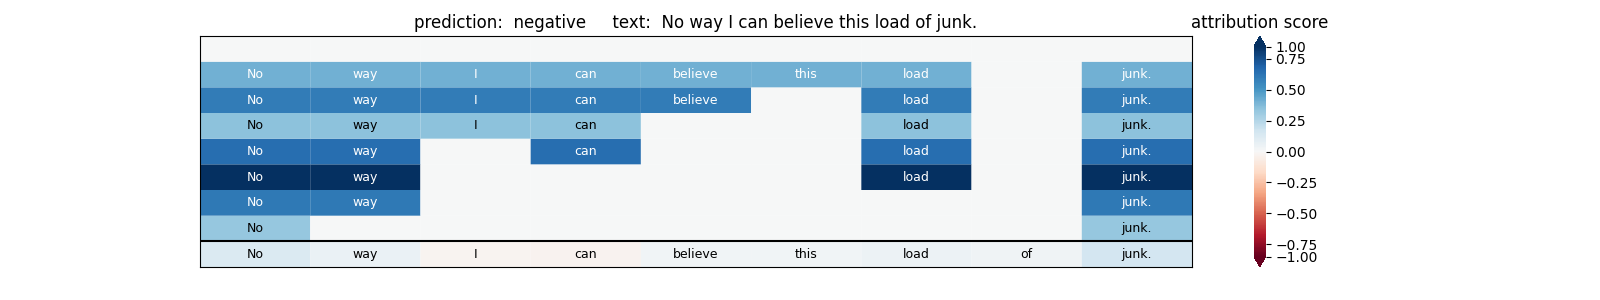 prediction:  negative     text:  No way I can believe this load of junk.
attribution score
No way I can believe this load junk.
No way I can believe load junk.
No way I can load junk.
No way can load junk.
No way load junk.
No way junk.
No junk.
No way I can believe this load of junk.
1.00
0.75
0.50
0.25
0.00
−0.25
−0.50
−0.75
−1.00